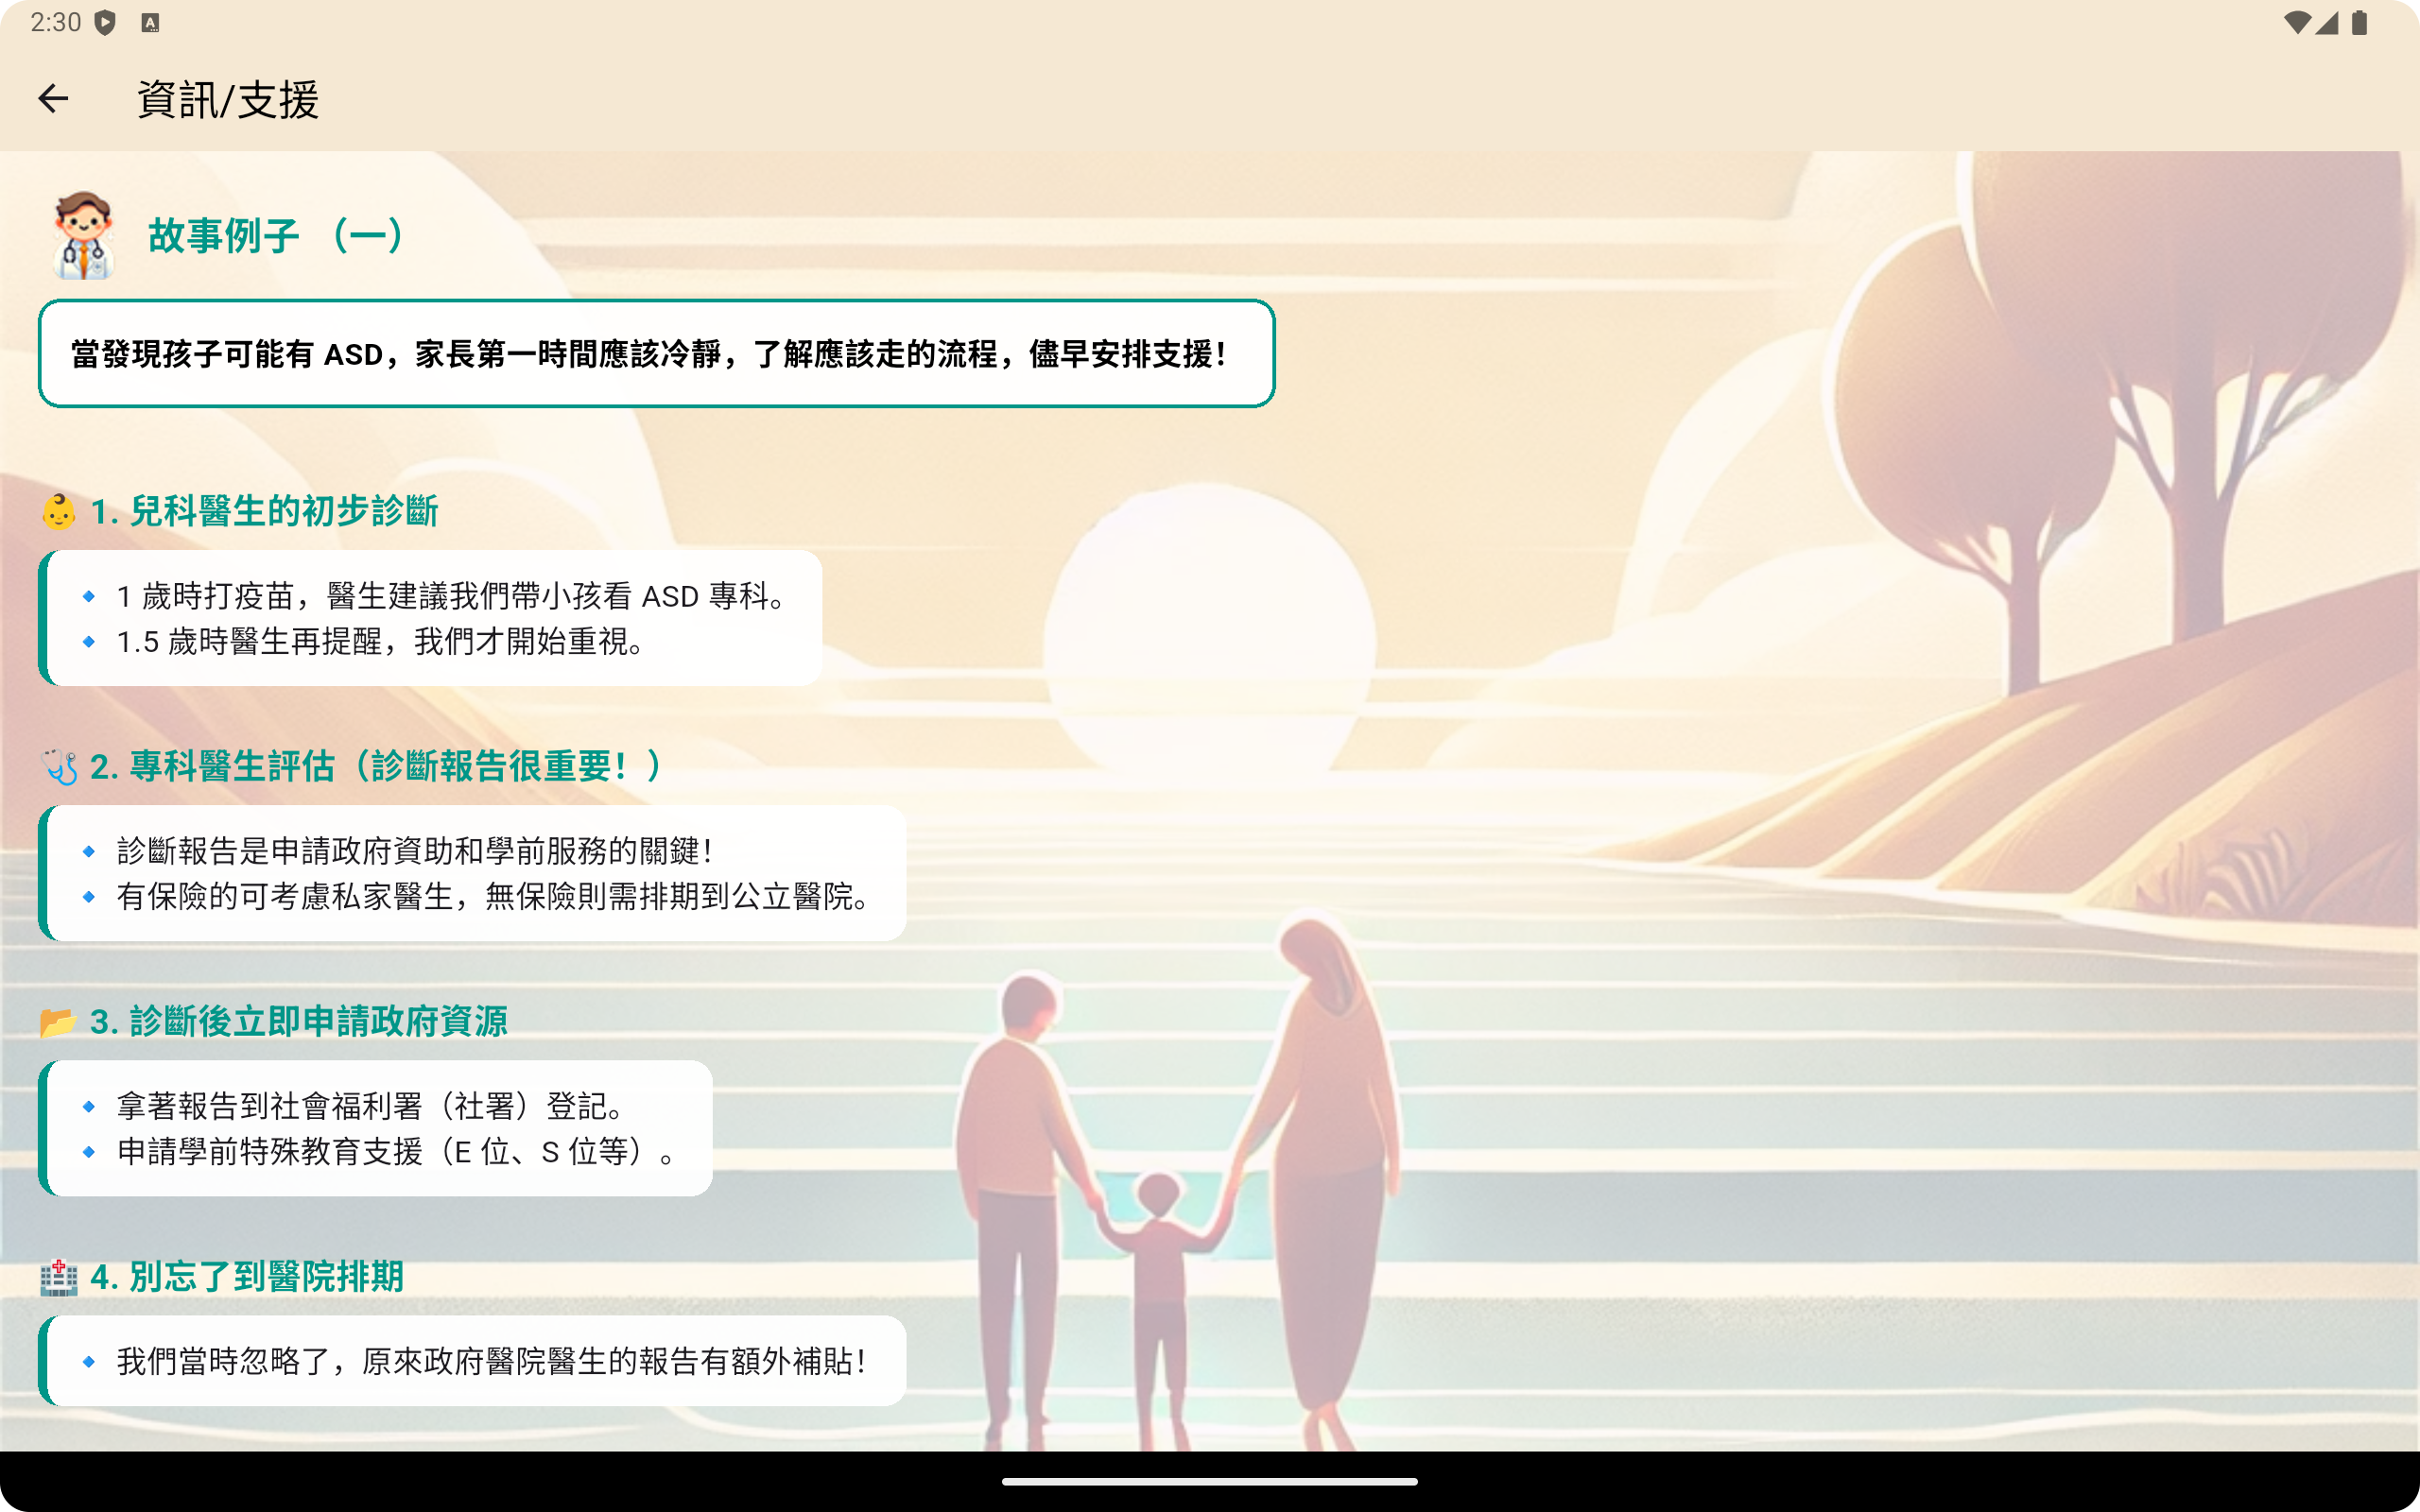 2:30
資訊/支援
故事例子 （一）
當發現孩子可能有 ASD，家長第一時間應該冷靜，了解應該走的流程，儘早安排支援！
1. 兒科醫生的初步診斷
1 歲時打疫苗，醫生建議我們帶小孩看 ASD 專科。
1.5 歲時醫生再提醒，我們才開始重視。
2. 專科醫生評估（診斷報告很重要！）
診斷報告是申請政府資助和學前服務的關鍵！
有保險的可考慮私家醫生，無保險則需排期到公立醫院。
3. 診斷後立即申請政府資源
拿著報告到社會福利署（社署）登記。
申請學前特殊教育支援（E 位、S 位等）。
4. 別忘了到醫院排期
我們當時忽略了，原來政府醫院醫生的報告有額外補貼！